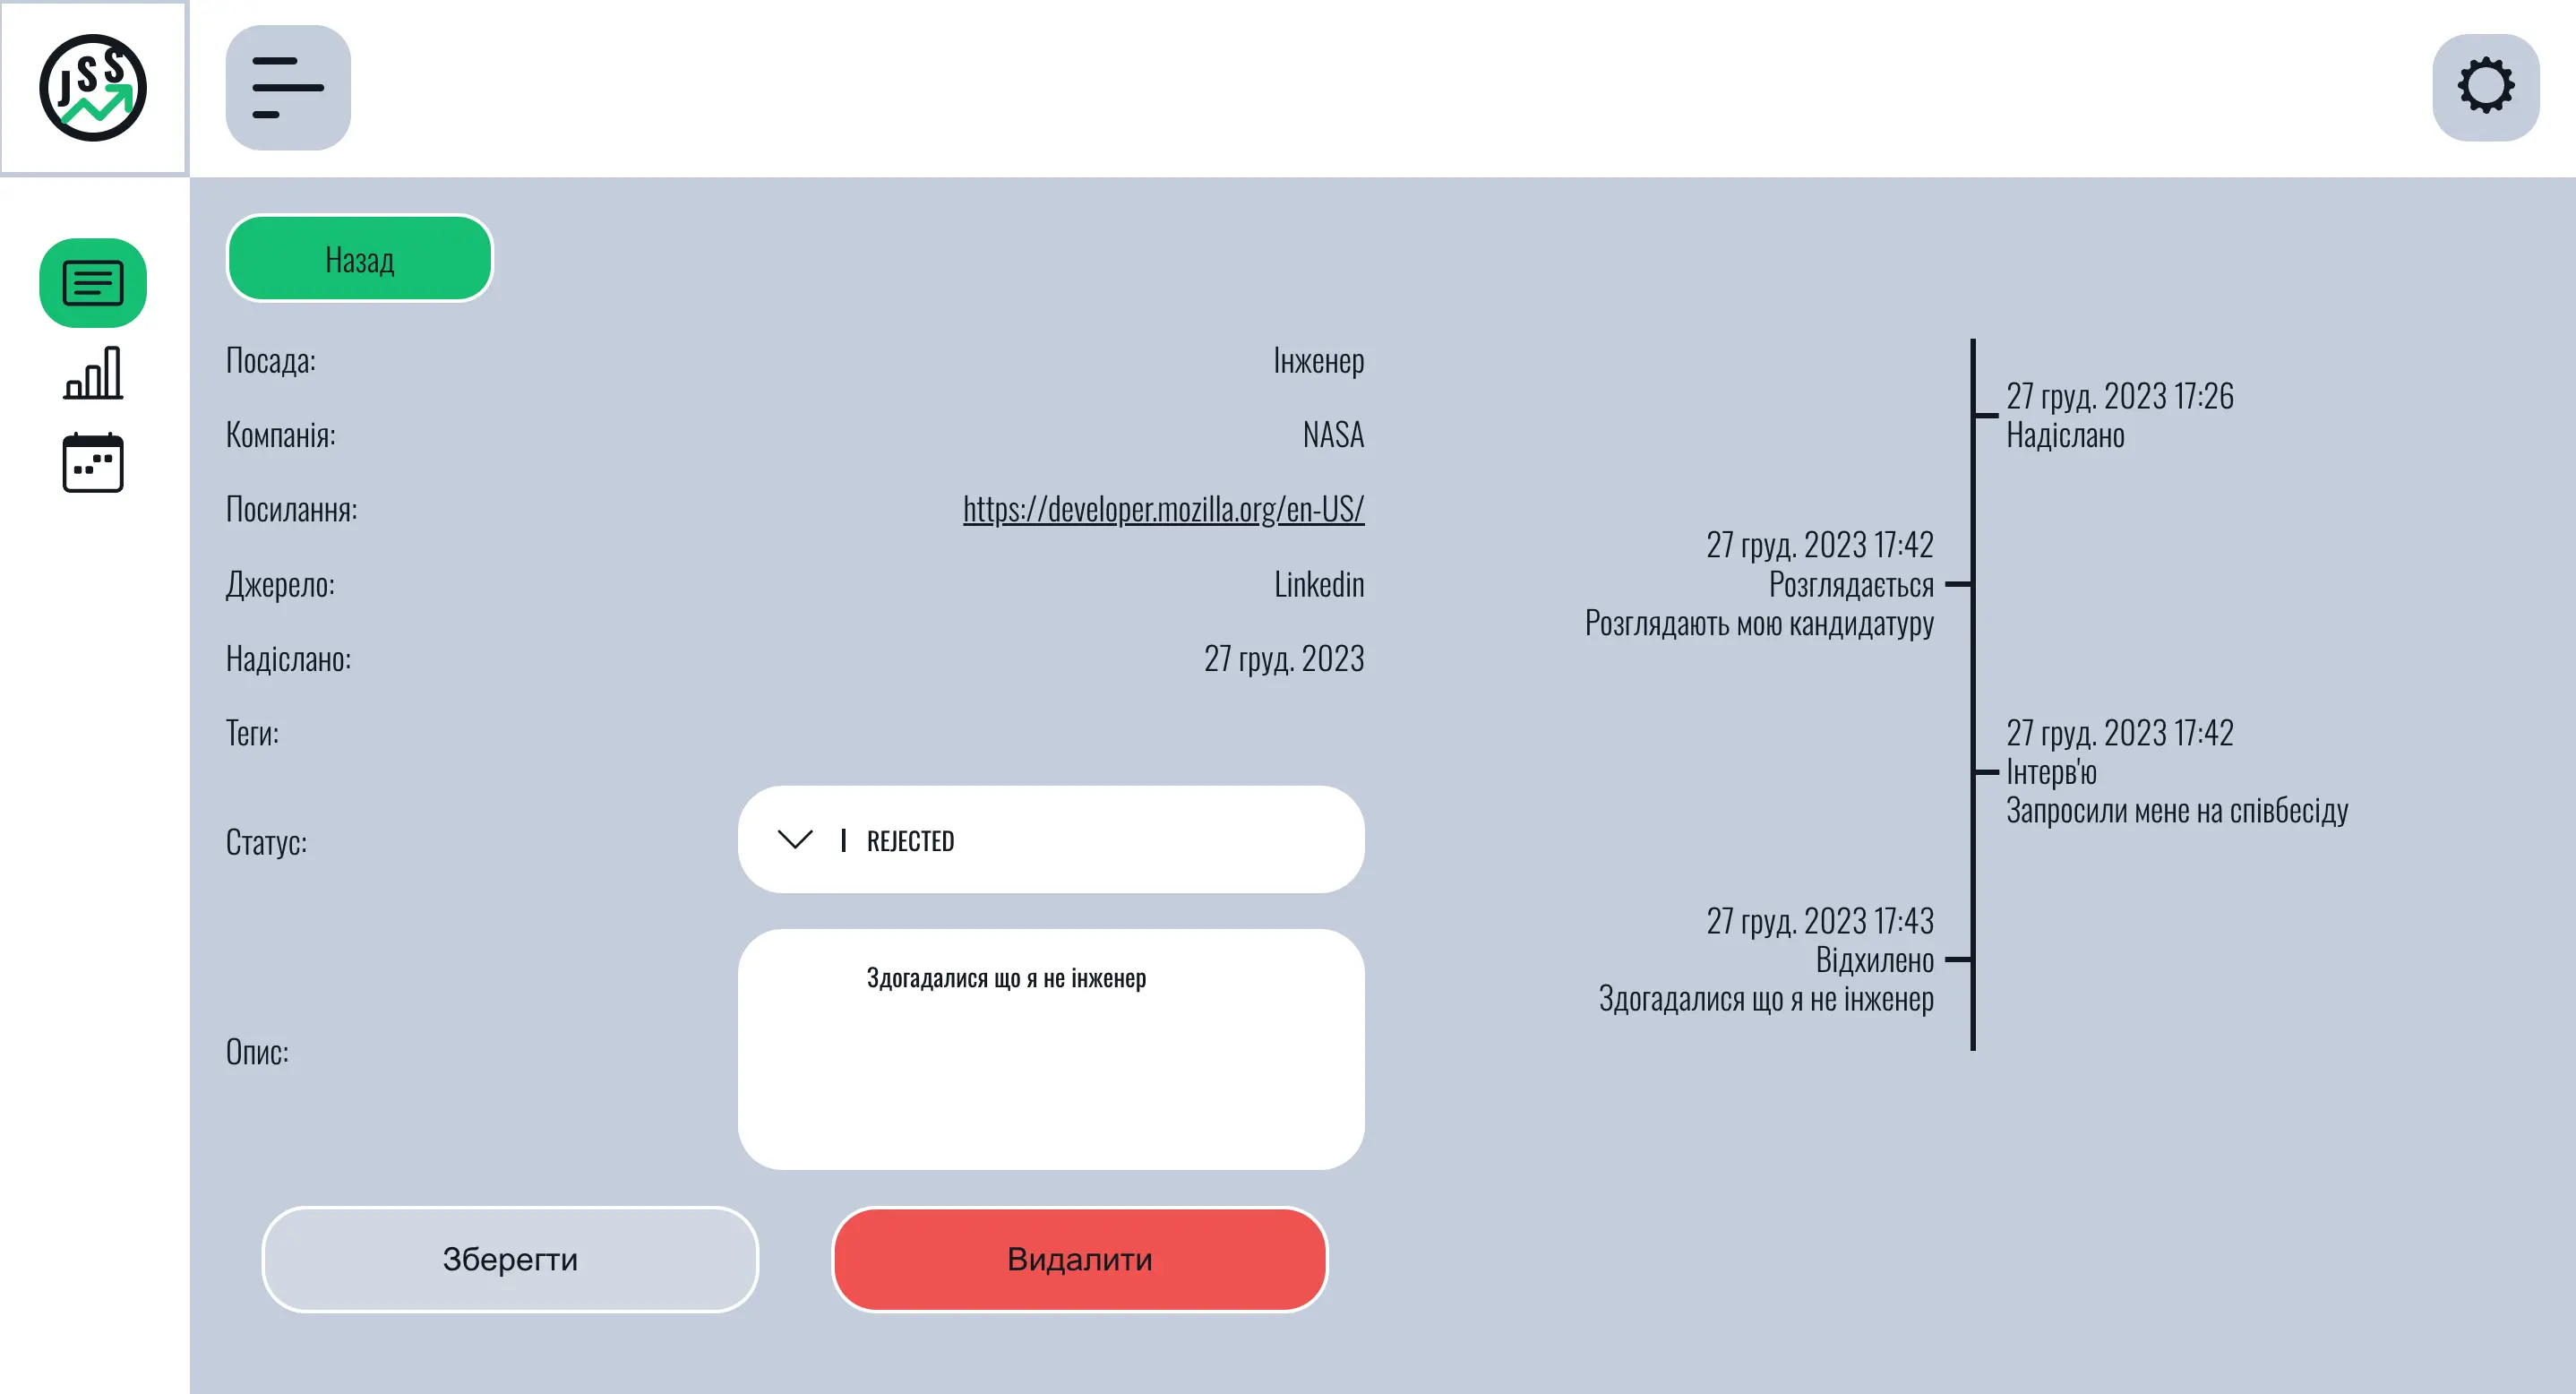 JSS
Назад
Посада:
Інженер
Компанія:
NASA
Посилання:
https://developer.mozilla.org/en-US/
Джерело:
Linkedin
Надіслано:
27 груд. 2023
Теги:
Статус:
REJECTED
Опис:
Здогадалися що я не інженер
Зберегти
Видалити
27 груд. 2023 17:26
Надіслано
27 груд. 2023 17:42
Розглядається
Розглядають мою кандидатуру
27 груд. 2023 17:42
Інтерв'ю
Запросили мене на співбесіду
27 груд. 2023 17:43
Відхилено
Здогадалися що я не інженер